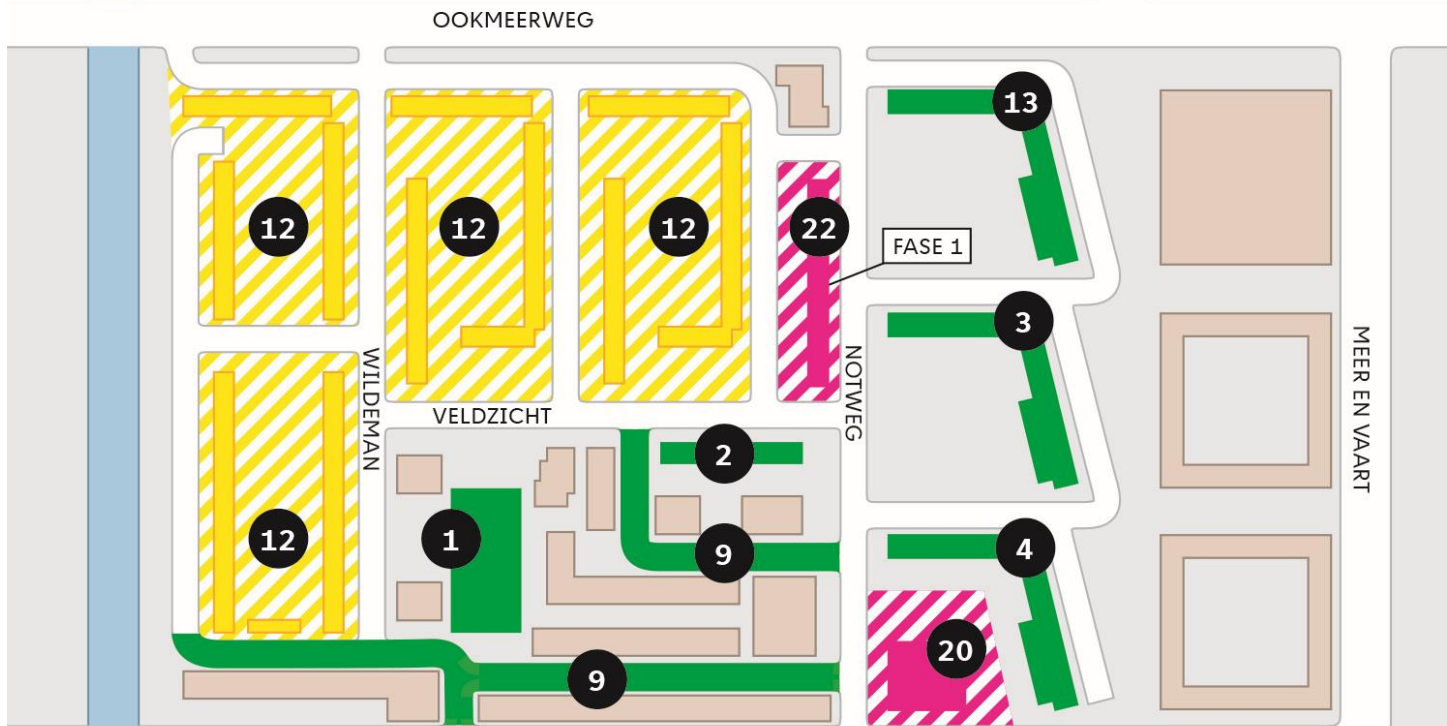 OOKMEERWEG
13
12
12
12
22
FASE 1
3
WILDEMAN
NOTWEG
MEER EN VAART
VELDZICHT
2
12
1
9
4
20
9